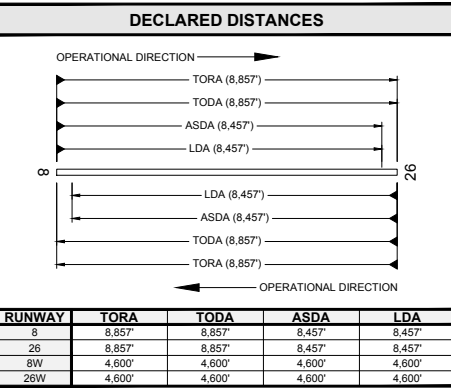 DECLARED DISTANCES
OPERATIONAL DIRECTION
TORA (8,857')
TODA (8,857')
ASDA (8,457')
LDA (8,457')
8
26
LDA (8,457')
ASDA (8,457')
TODA (8,857')
TORA (8,857')
OPERATIONAL DIRECTION
RUNWAY TORA TODA ASDA LDA
8 8,857' 8,857' 8,457' 8,457'
26 8,857' 8,857' 8,457' 8,457'
8W 4,600' 4,600' 4,600' 4,600'
26W 4,600' 4,600' 4,600' 4,600'